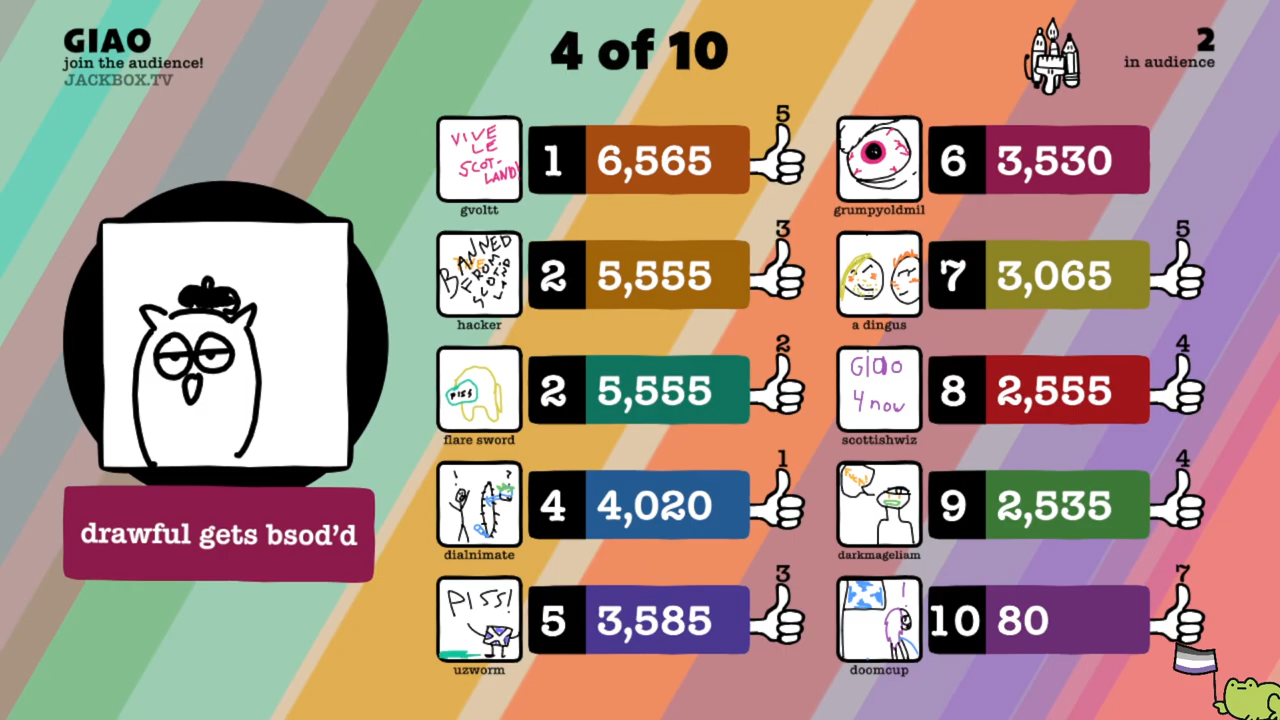 GIAO
join the audience!
JACKBOX.TV
4 of 10
2
in audience
drawful gets bsod'd
VIVE
LE
SCOT-
LAND!
gvoltt
1
6,565
5
BANNED
FROM
SCOTLAND
hacker
2
5,555
3
PISS
flare sword
2
5,555
2
! ?
dialnimate
4
4,020
1
PISS!
uzworm
5
3,585
3
grumpyoldmil
6
3,530
a dingus
7
3,065
5
Giao
4 now
scottishwiz
8
2,555
4
darkmageliam
9
2,535
4
!
doomcup
10
80
7